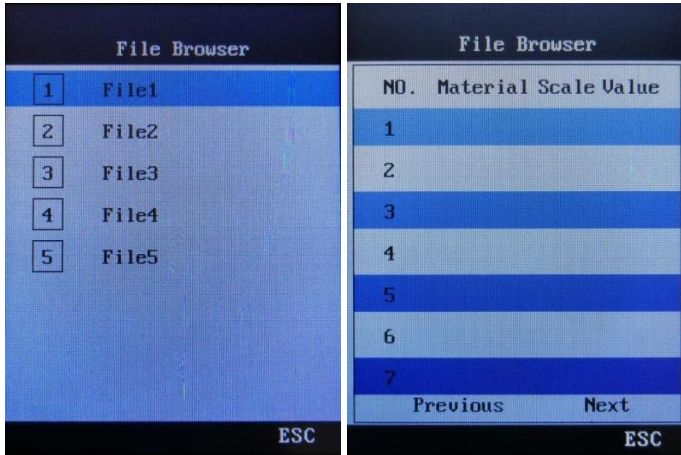 File Browser
1 File1
2 File2
3 File3
4 File4
5 File5
ESC
File Browser
NO. Material Scale Value
1
2
3
4
5
6
7
Previous Next
ESC